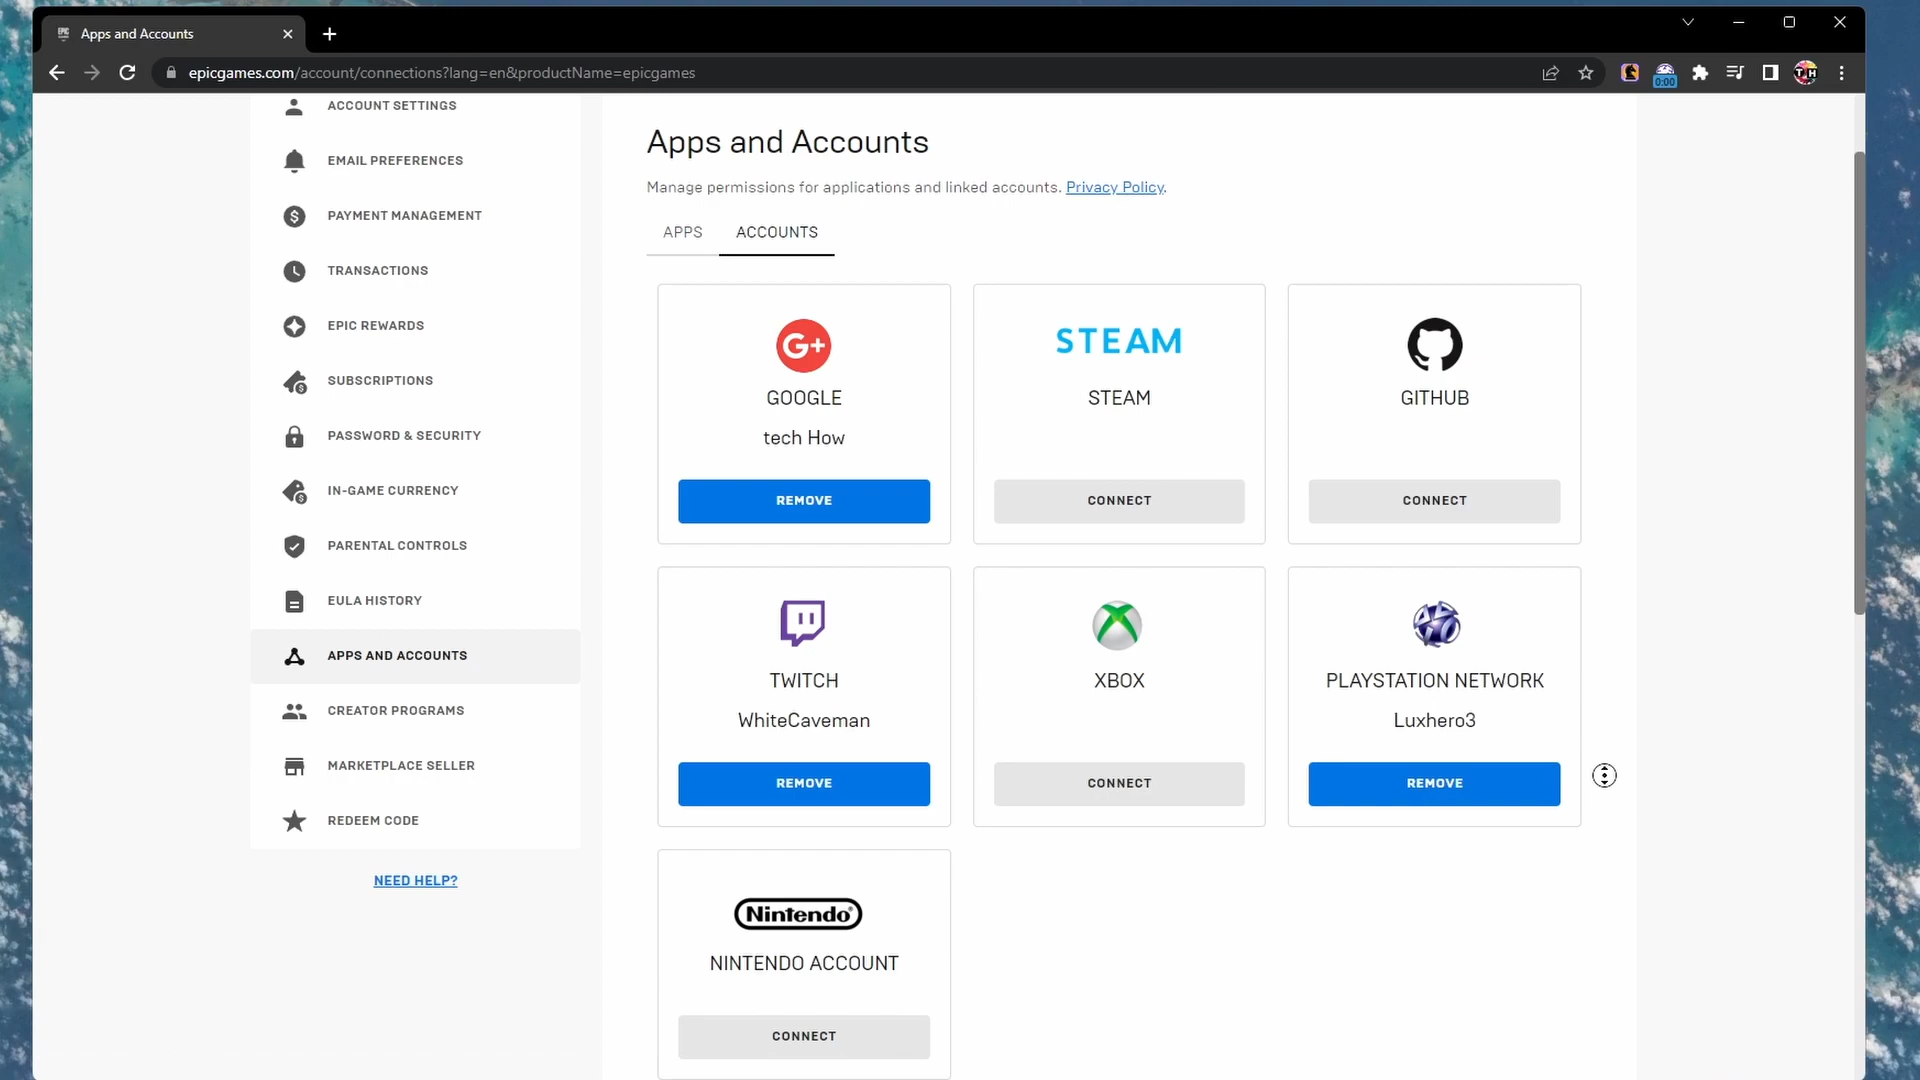 Apps and Accounts
epicgames.com/account/connections?lang=en&productName=epicgames
0:00
TH
ACCOUNT SETTINGS
EMAIL PREFERENCES
PAYMENT MANAGEMENT
TRANSACTIONS
EPIC REWARDS
SUBSCRIPTIONS
PASSWORD & SECURITY
IN-GAME CURRENCY
PARENTAL CONTROLS
EULA HISTORY
APPS AND ACCOUNTS
CREATOR PROGRAMS
MARKETPLACE SELLER
REDEEM CODE
NEED HELP?
Apps and Accounts
Manage permissions for applications and linked accounts. Privacy Policy.
APPS ACCOUNTS
G+
GOOGLE
tech How
REMOVE
STEAM
STEAM
CONNECT
GITHUB
CONNECT
TWITCH
WhiteCaveman
REMOVE
XBOX
CONNECT
PLAYSTATION NETWORK
Luxhero3
REMOVE
Nintendo
NINTENDO ACCOUNT
CONNECT